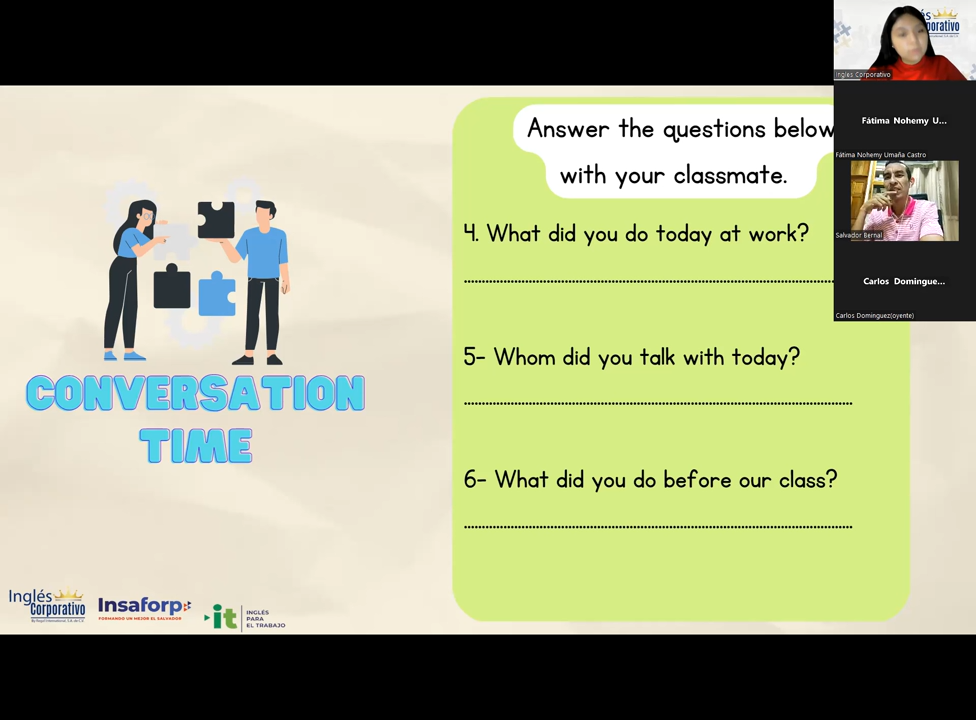 Answer the questions below
with your classmate.
4. What did you do today at work?
5- Whom did you talk with today?
6- What did you do before our class?
CONVERSATION
TIME
Inglés
Corporativo
Insaforp
FORMANDO UN MEJOR EL SALVADOR
it
INGLÉS
PARA
EL TRABAJO
és
porativo
Ingles Corporativo
Fátima Nohemy U...
Fátima Nohemy Umaña Castro
Salvador Bernal
Carlos Domingue...
Carlos Dominguez(oyente)